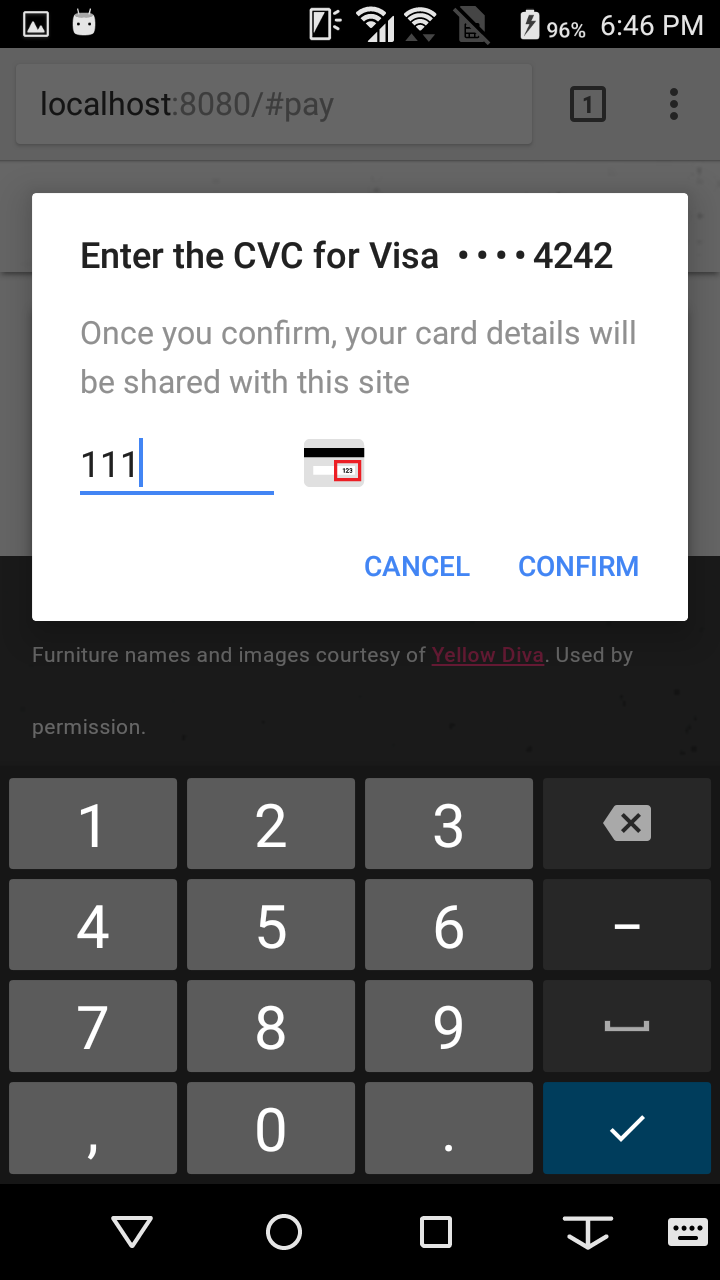 96% 6:46 PM
localhost:8080/#pay
1
Enter the CVC for Visa •••• 4242
Once you confirm, your card details will
be shared with this site
111
123
CANCEL CONFIRM
Furniture names and images courtesy of Yellow Diva. Used by
permission.
1 2 3
4 5 6 -
7 8 9
, 0 .